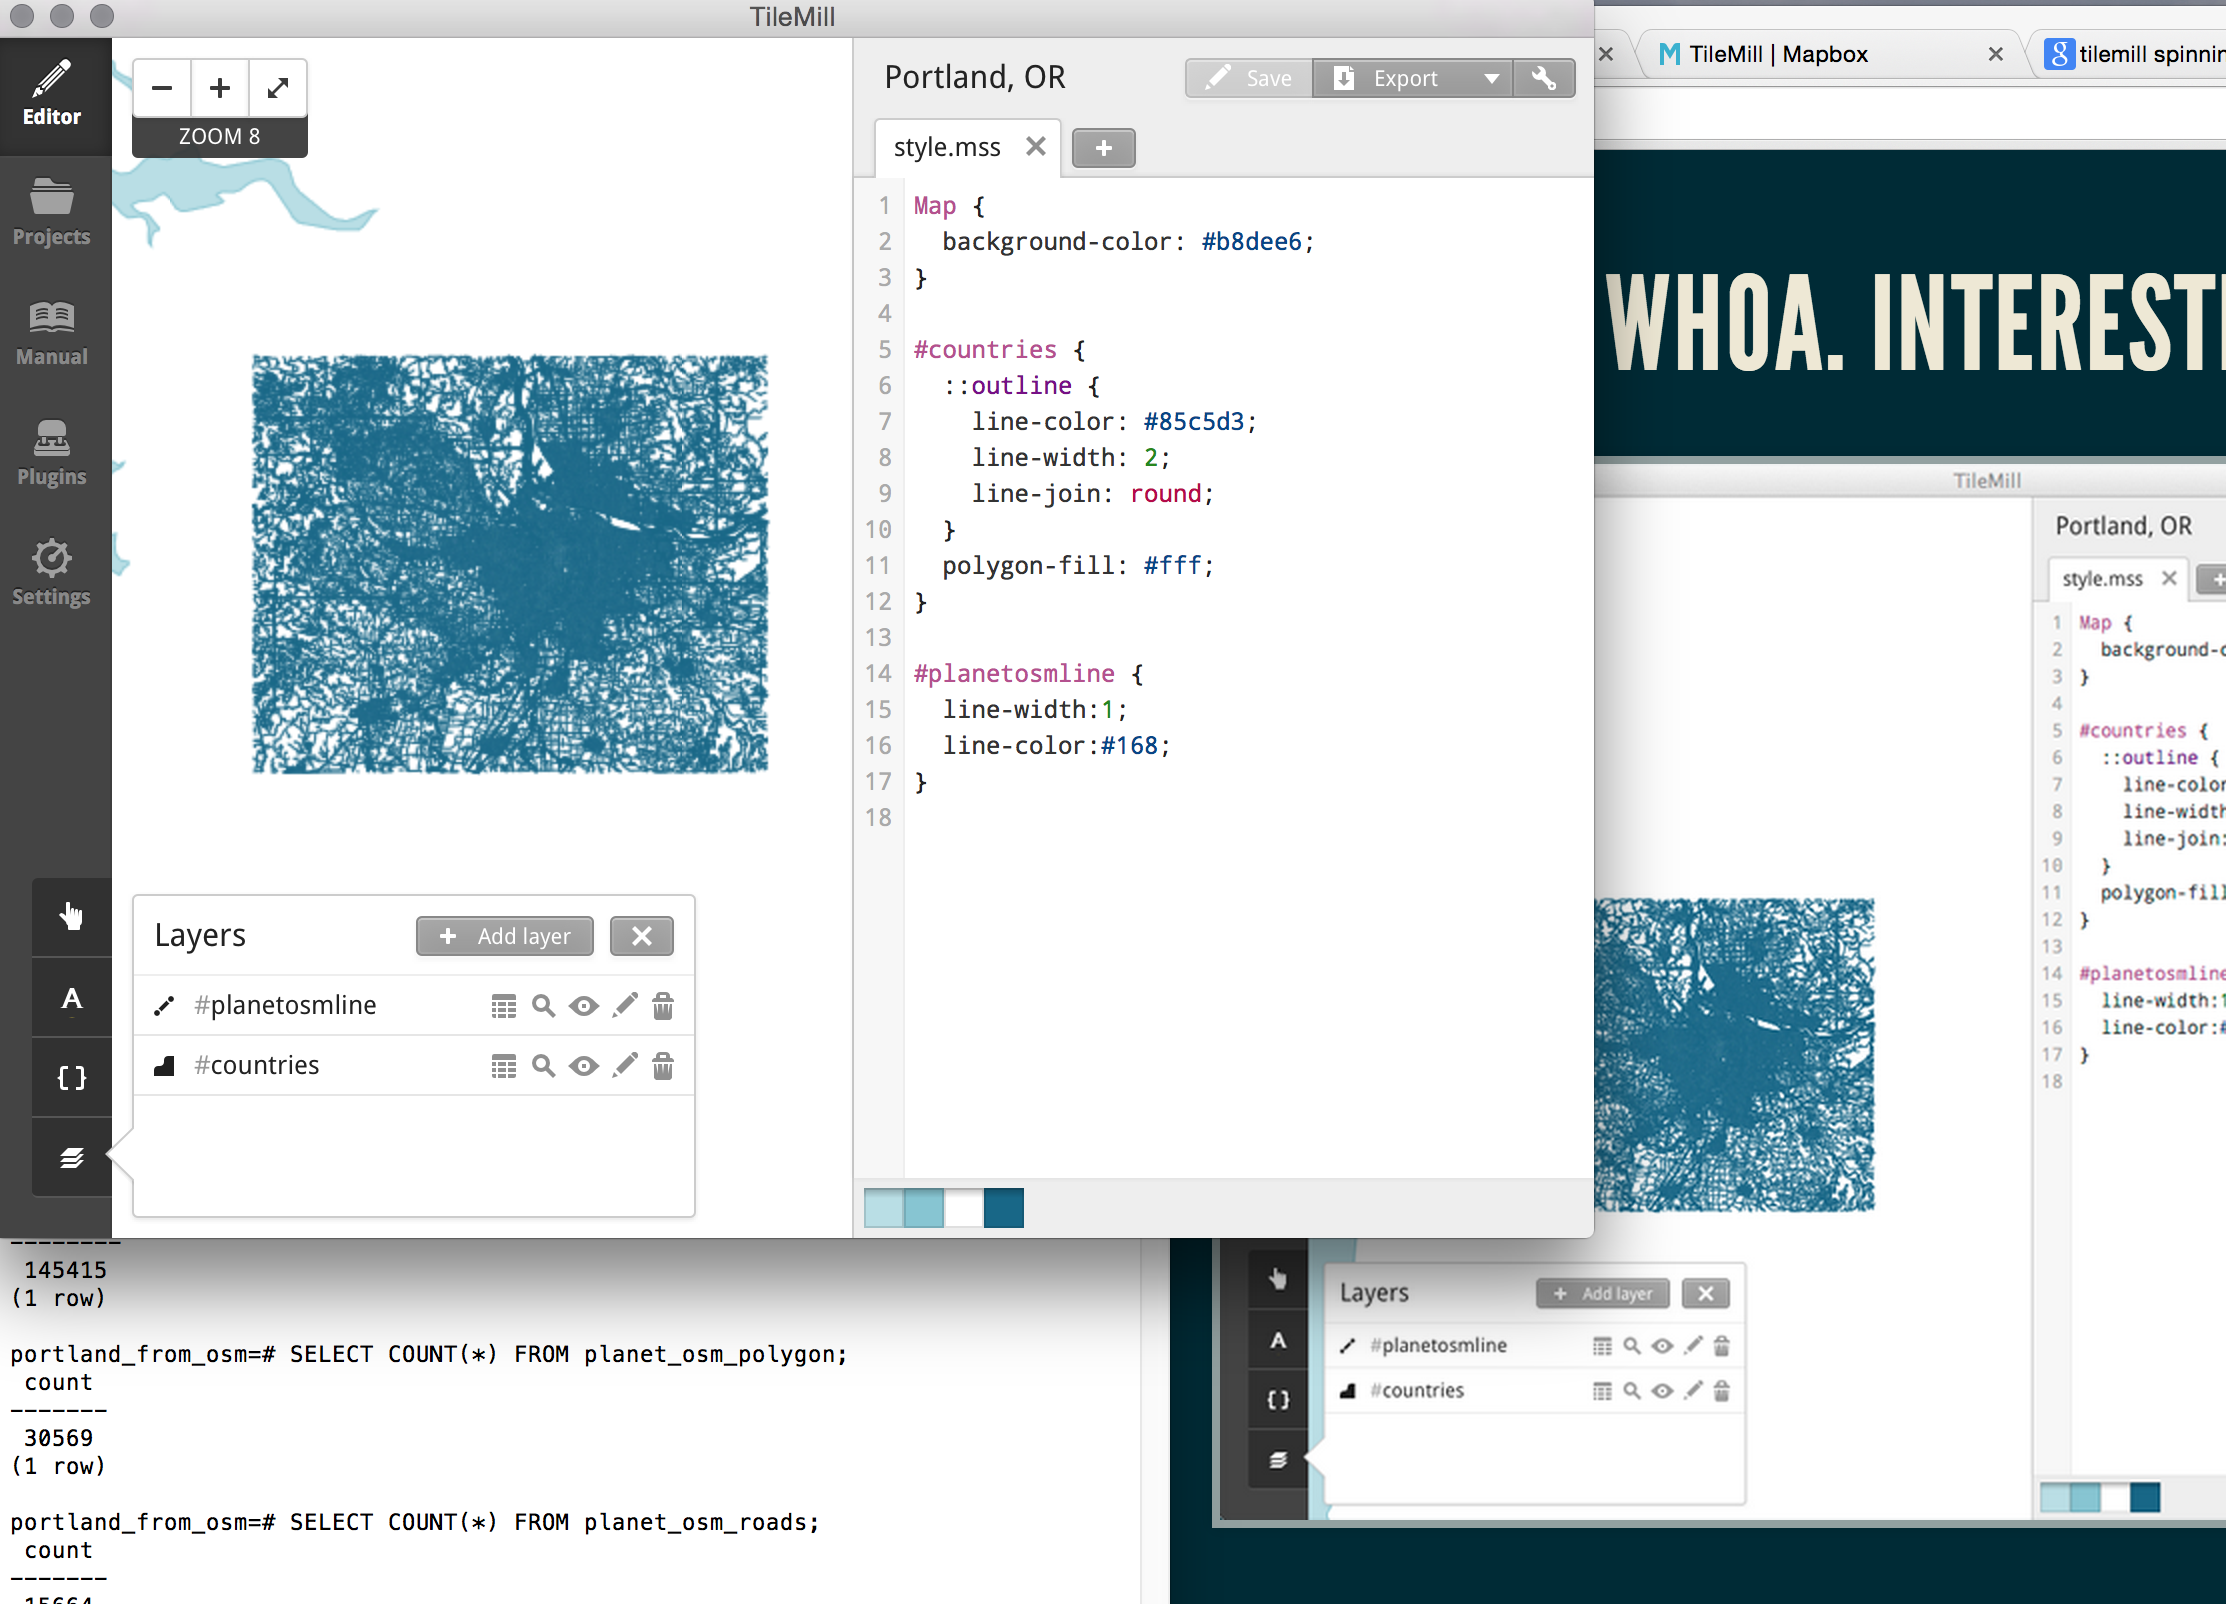 TileMill
Editor
Projects
Manual
Plugins
Settings
ZOOM 8
Portland, OR
Save
Export
style.mss
1 Map {
2 background-color: #b8dee6;
3 }
4
5 #countries {
6 ::outline {
7 line-color: #85c5d3;
8 line-width: 2;
9 line-join: round;
10 }
11 polygon-fill: #fff;
12 }
13
14 #planetosmline {
15 line-width:1;
16 line-color:#168;
17 }
18
Layers
+ Add layer
#planetosmline
#countries
--------
145415
(1 row)
portland_from_osm=# SELECT COUNT(*) FROM planet_osm_polygon;
count
-------
30569
(1 row)
portland_from_osm=# SELECT COUNT(*) FROM planet_osm_roads;
count
-------
15664
TileMill | Mapbox
tilemill spinnin
WHOA. INTEREST
TileMill
Portland, OR
style.mss
1 Map {
2 background-c
3 }
4
5 #countries {
6 ::outline {
7 line-color
8 line-width
9 line-join:
10 }
11 polygon-fill
12 }
13
14 #planetosmline
15 line-width:1
16 line-color:#
17 }
18
Layers
+ Add layer
#planetosmline
#countries